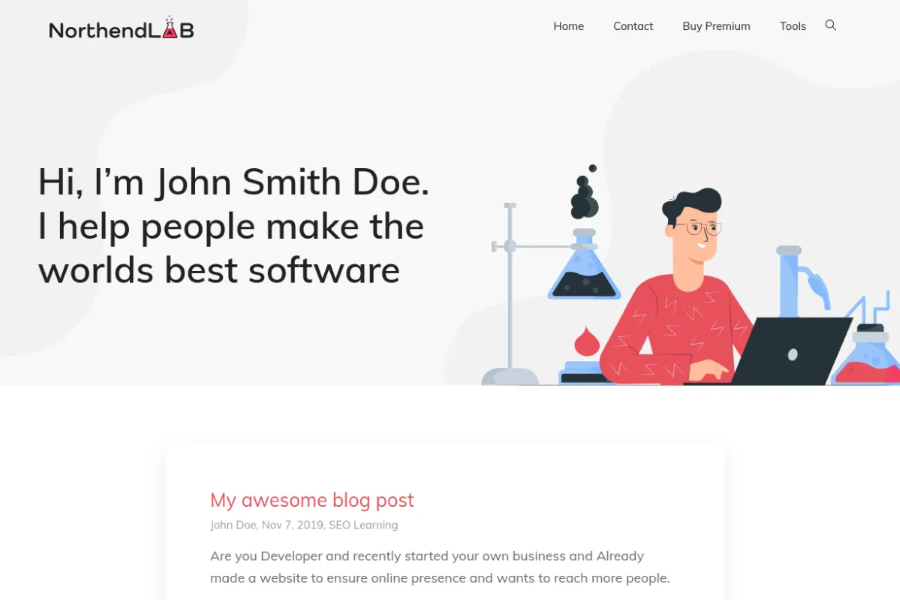 NorthendLAB
Home Contact Buy Premium Tools
Hi, I’m John Smith Doe.
I help people make the
worlds best software
My awesome blog post
John Doe, Nov 7, 2019, SEO Learning
Are you Developer and recently started your own business and Already
made a website to ensure online presence and wants to reach more people.